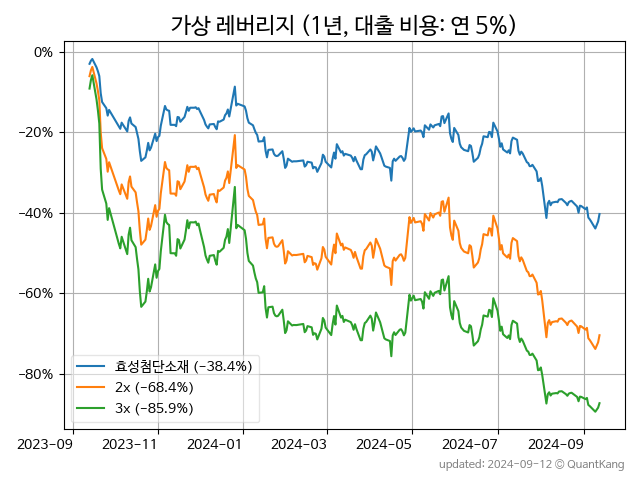 가상 레버리지 (1년, 대출 비용: 연 5%)
0%
−20%
−40%
−60%
−80%
효성첨단소재 (−38.4%)
2x (−68.4%)
3x (−85.9%)
2023−09 2023−11 2024−01 2024−03 2024−05 2024−07 2024−09
updated: 2024-09-12 © QuantKang